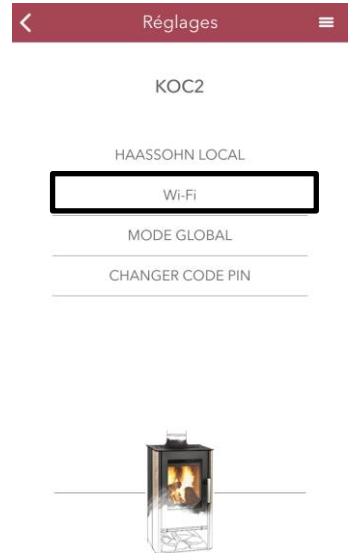 Réglages
KOC2
HAASSOHN LOCAL
Wi-Fi
MODE GLOBAL
CHANGER CODE PIN